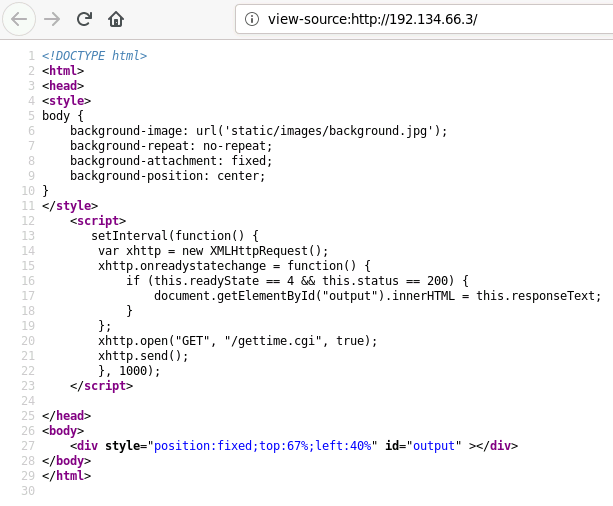 view-source:http://192.134.66.3/
1 <!DOCTYPE html>
2 <html>
3 <head>
4 <style>
5 body {
6     background-image: url('static/images/background.jpg');
7     background-repeat: no-repeat;
8     background-attachment: fixed;
9     background-position: center;
10 }
11 </style>
12     <script>
13        setInterval(function() {
14         var xhttp = new XMLHttpRequest();
15         xhttp.onreadystatechange = function() {
16             if (this.readyState == 4 && this.status == 200) {
17                 document.getElementById("output").innerHTML = this.responseText;
18             }
19         };
20         xhttp.open("GET", "/gettime.cgi", true);
21         xhttp.send();
22         }, 1000);
23     </script>
24
25 </head>
26 <body>
27     <div style="position:fixed;top:67%;left:40%" id="output" ></div>
28 </body>
29 </html>
30